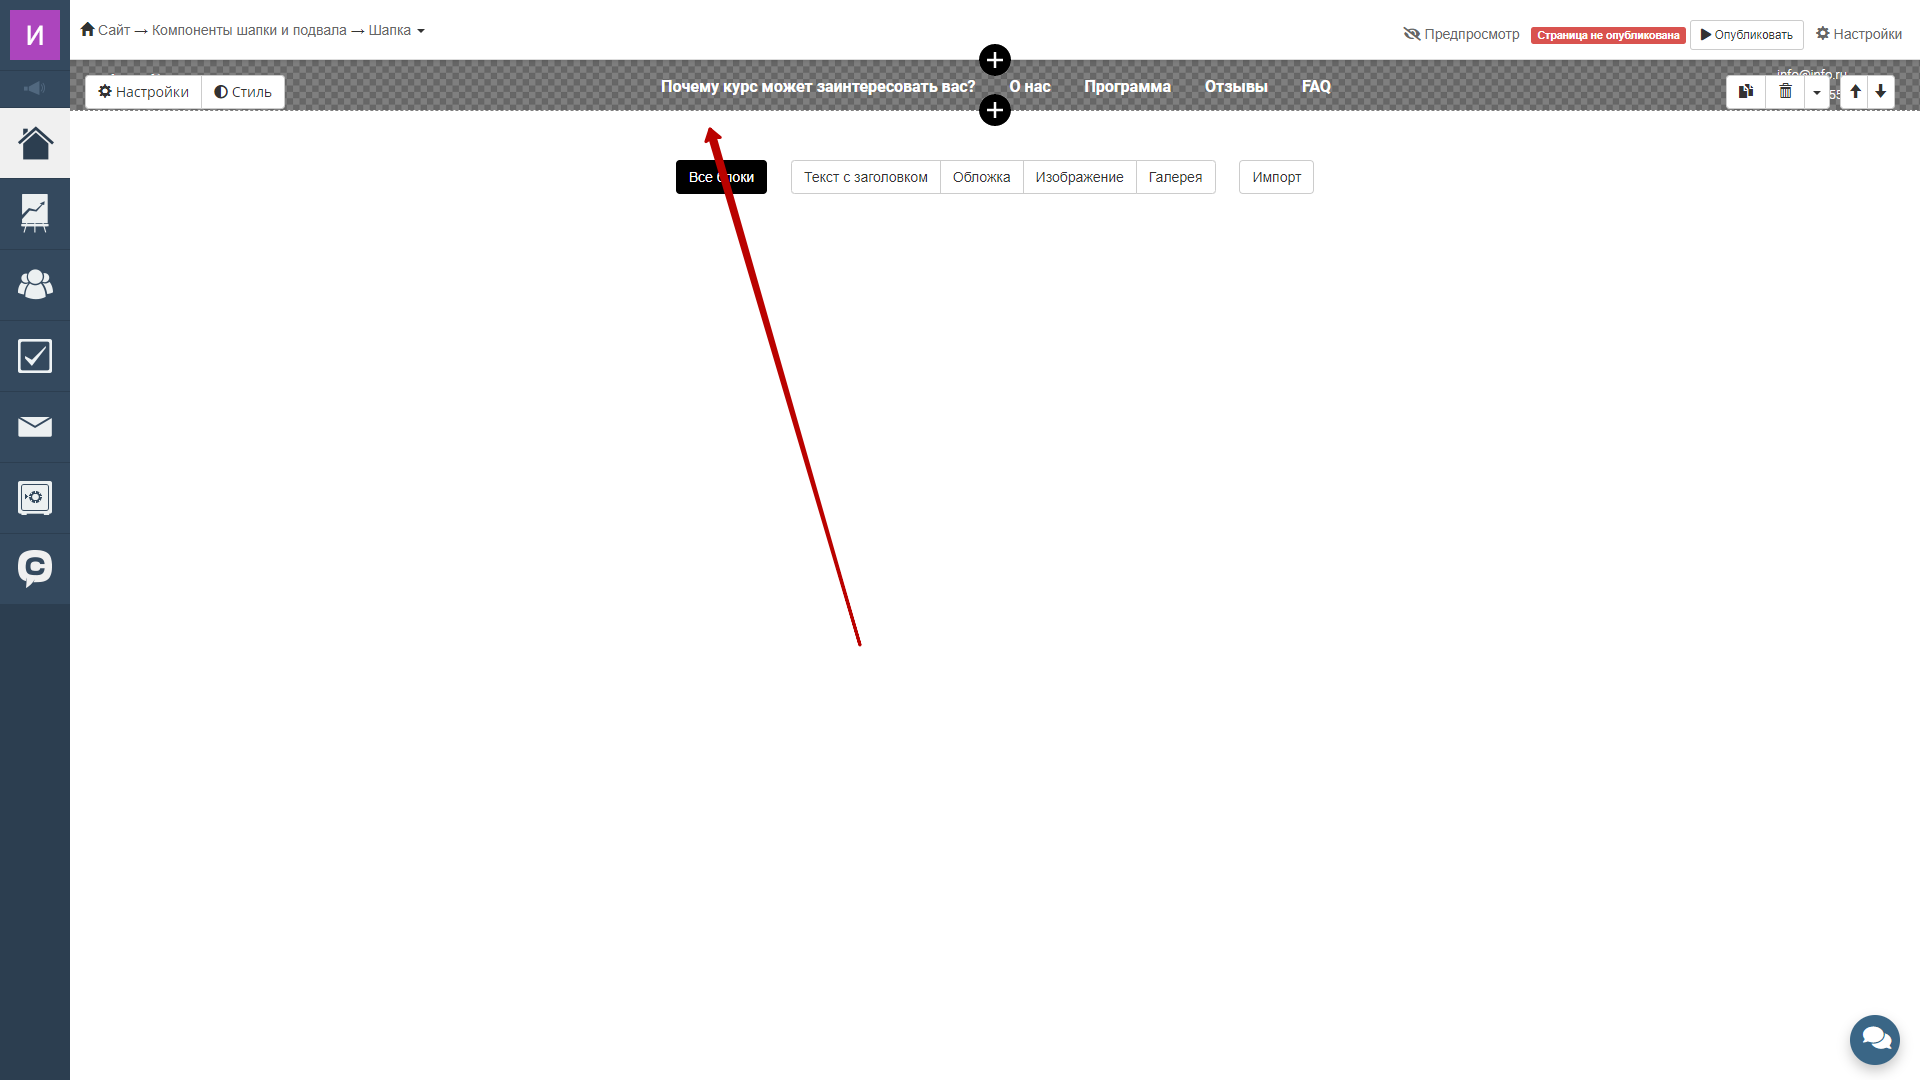 И
Сайт → Компоненты шапки и подвала → Шапка
Предпросмотр
Страница не опубликована
Опубликовать
Настройки
Настройки
Стиль
Почему курс может заинтересовать вас?
О нас
Программа
Отзывы
FAQ
info@info.ru
Все блоки
Текст с заголовком
Обложка
Изображение
Галерея
Импорт